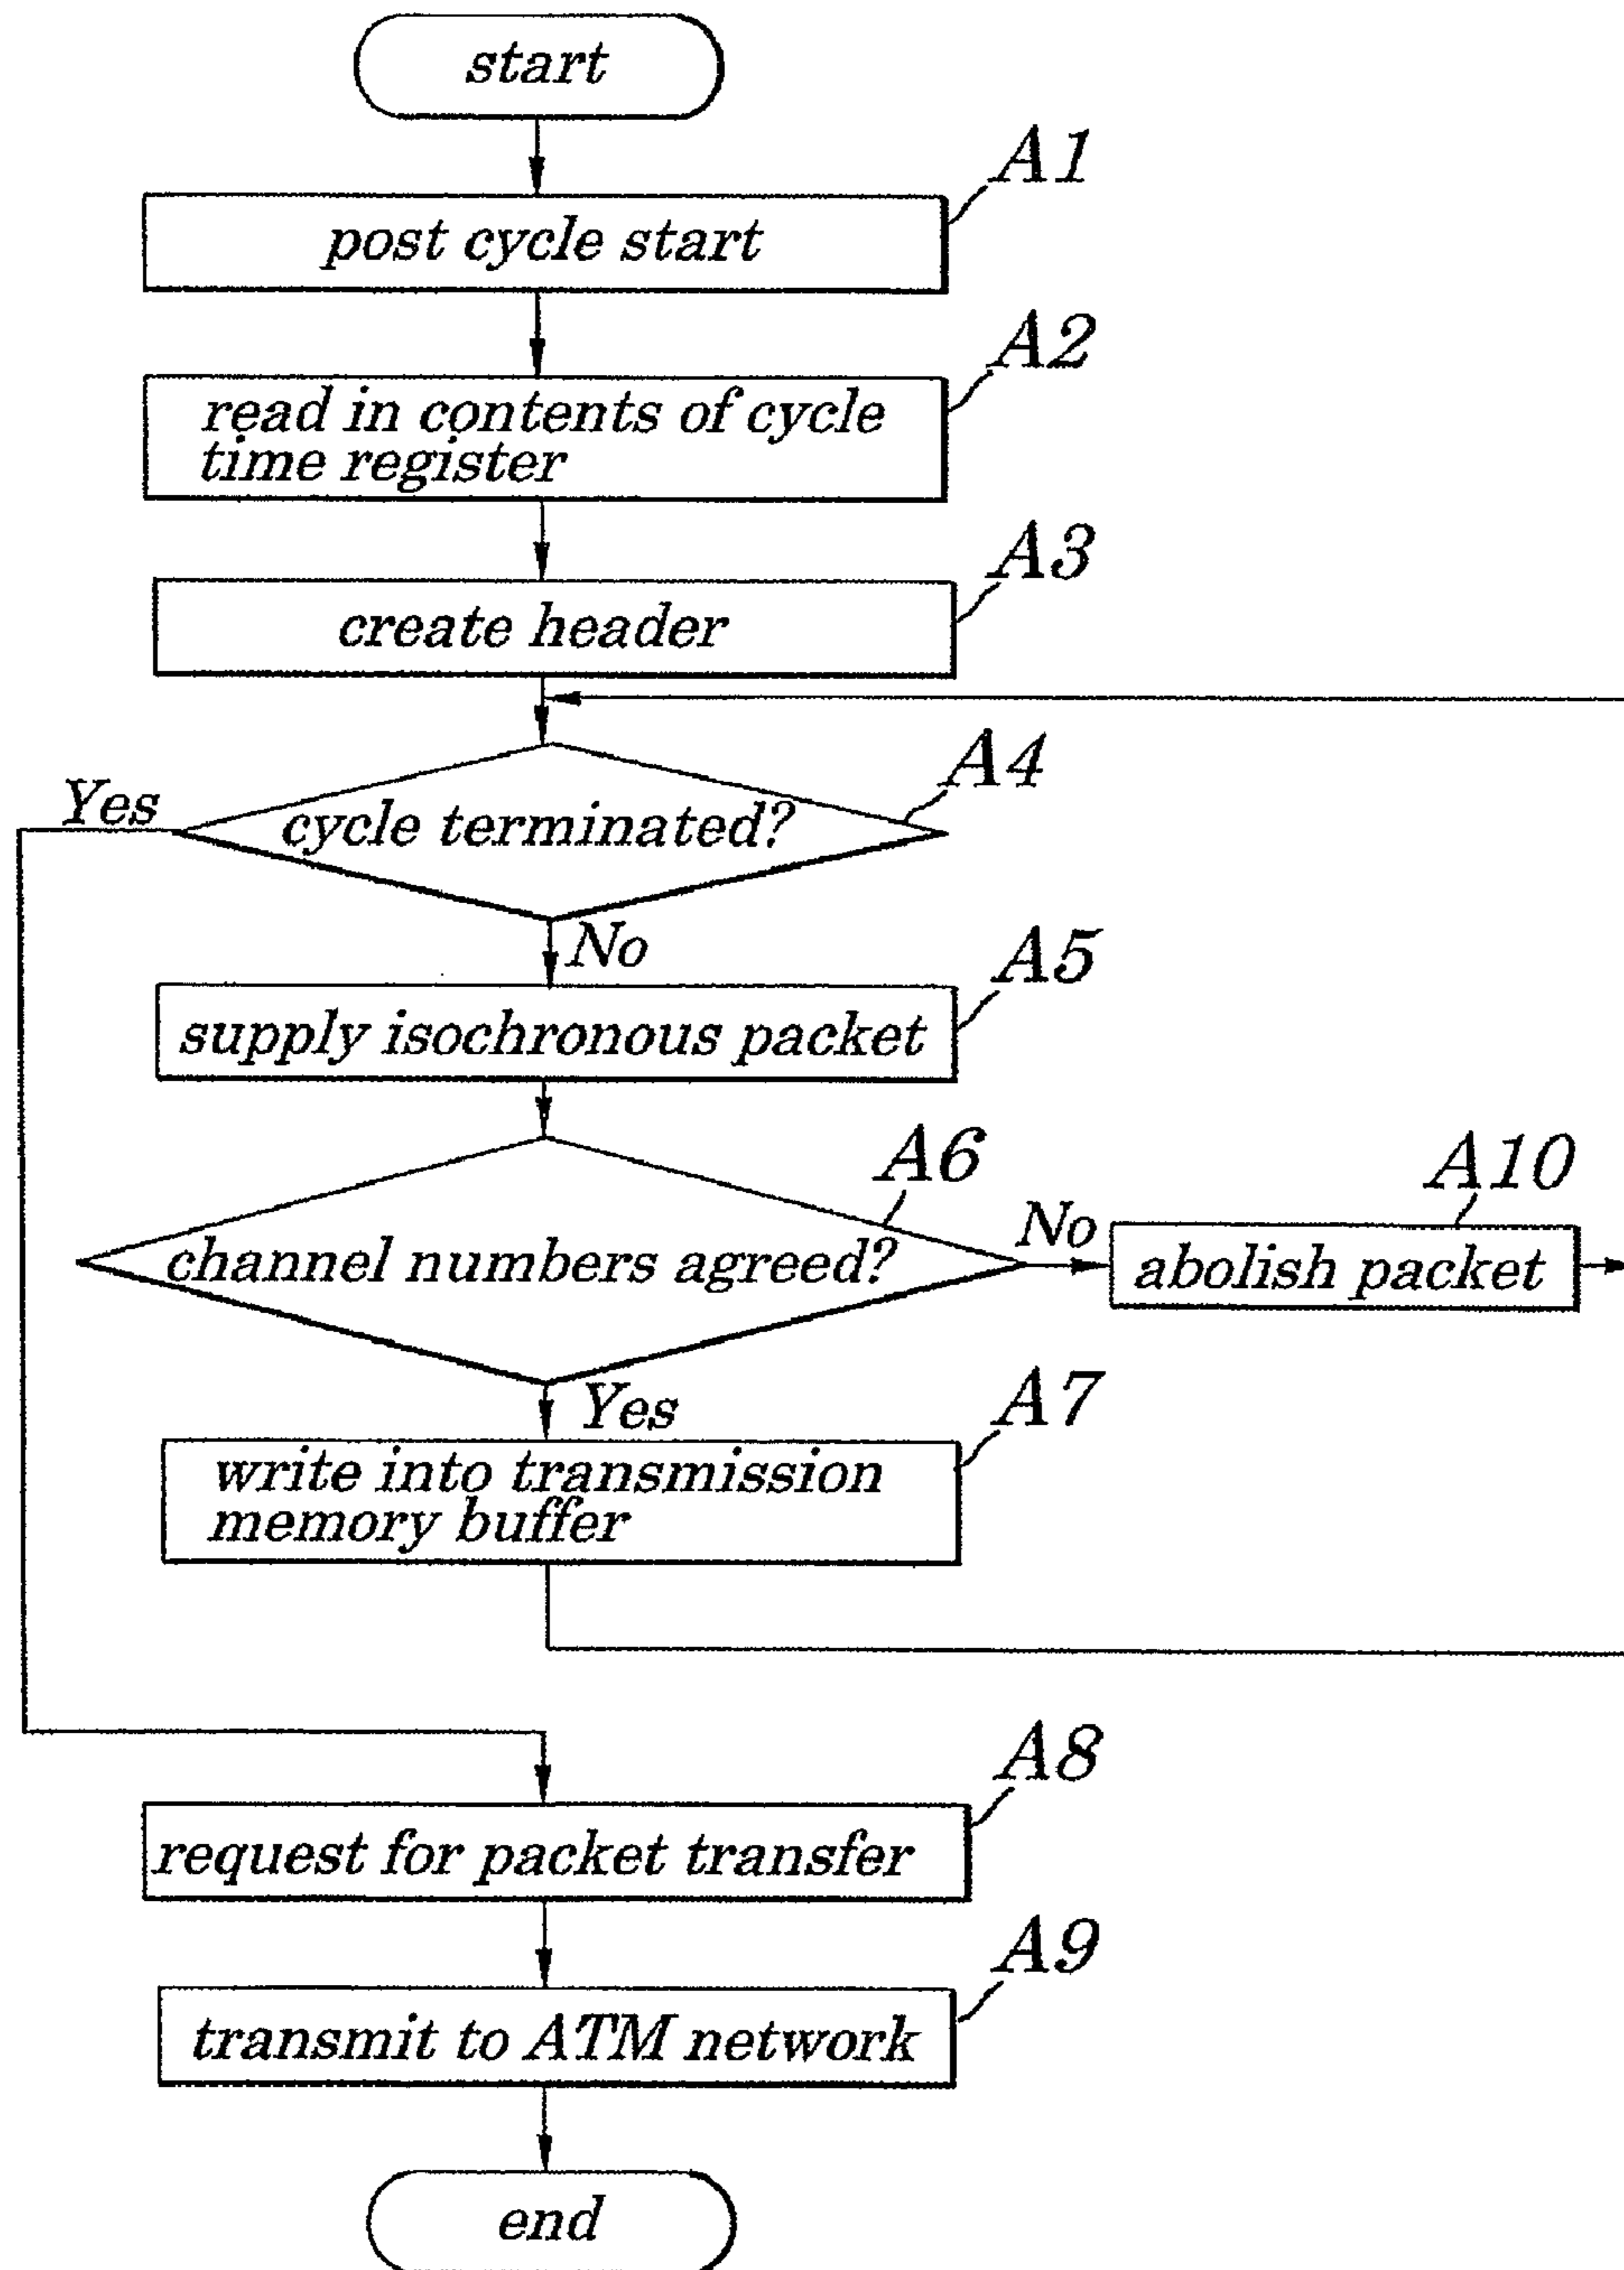 start
A1
post cycle start
A2
read in contents of cycle
time register
A3
create header
A4
Yes
cycle terminated?
No
A5
supply isochronous packet
A6
channel numbers agreed?
No
A10
abolish packet
Yes
A7
write into transmission
memory buffer
A8
request for packet transfer
A9
transmit to ATM network
end